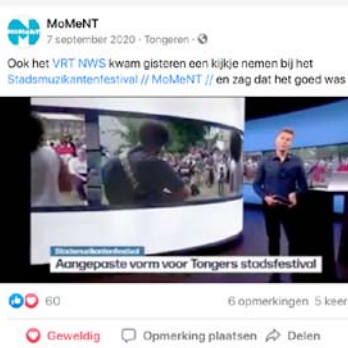 MoMeNT
MoMeNT
7 september 2020 · Tongeren ·
Ook het VRT NWS kwam gisteren een kijkje nemen bij het
Stadsmuzikantenfestival // MoMeNT // en zag dat het goed was
Stadsmuzikantenfestival
Aangepaste vorm voor Tongers stadsfestival
60
6 opmerkingen 5 keer
Geweldig
Opmerking plaatsen
Delen